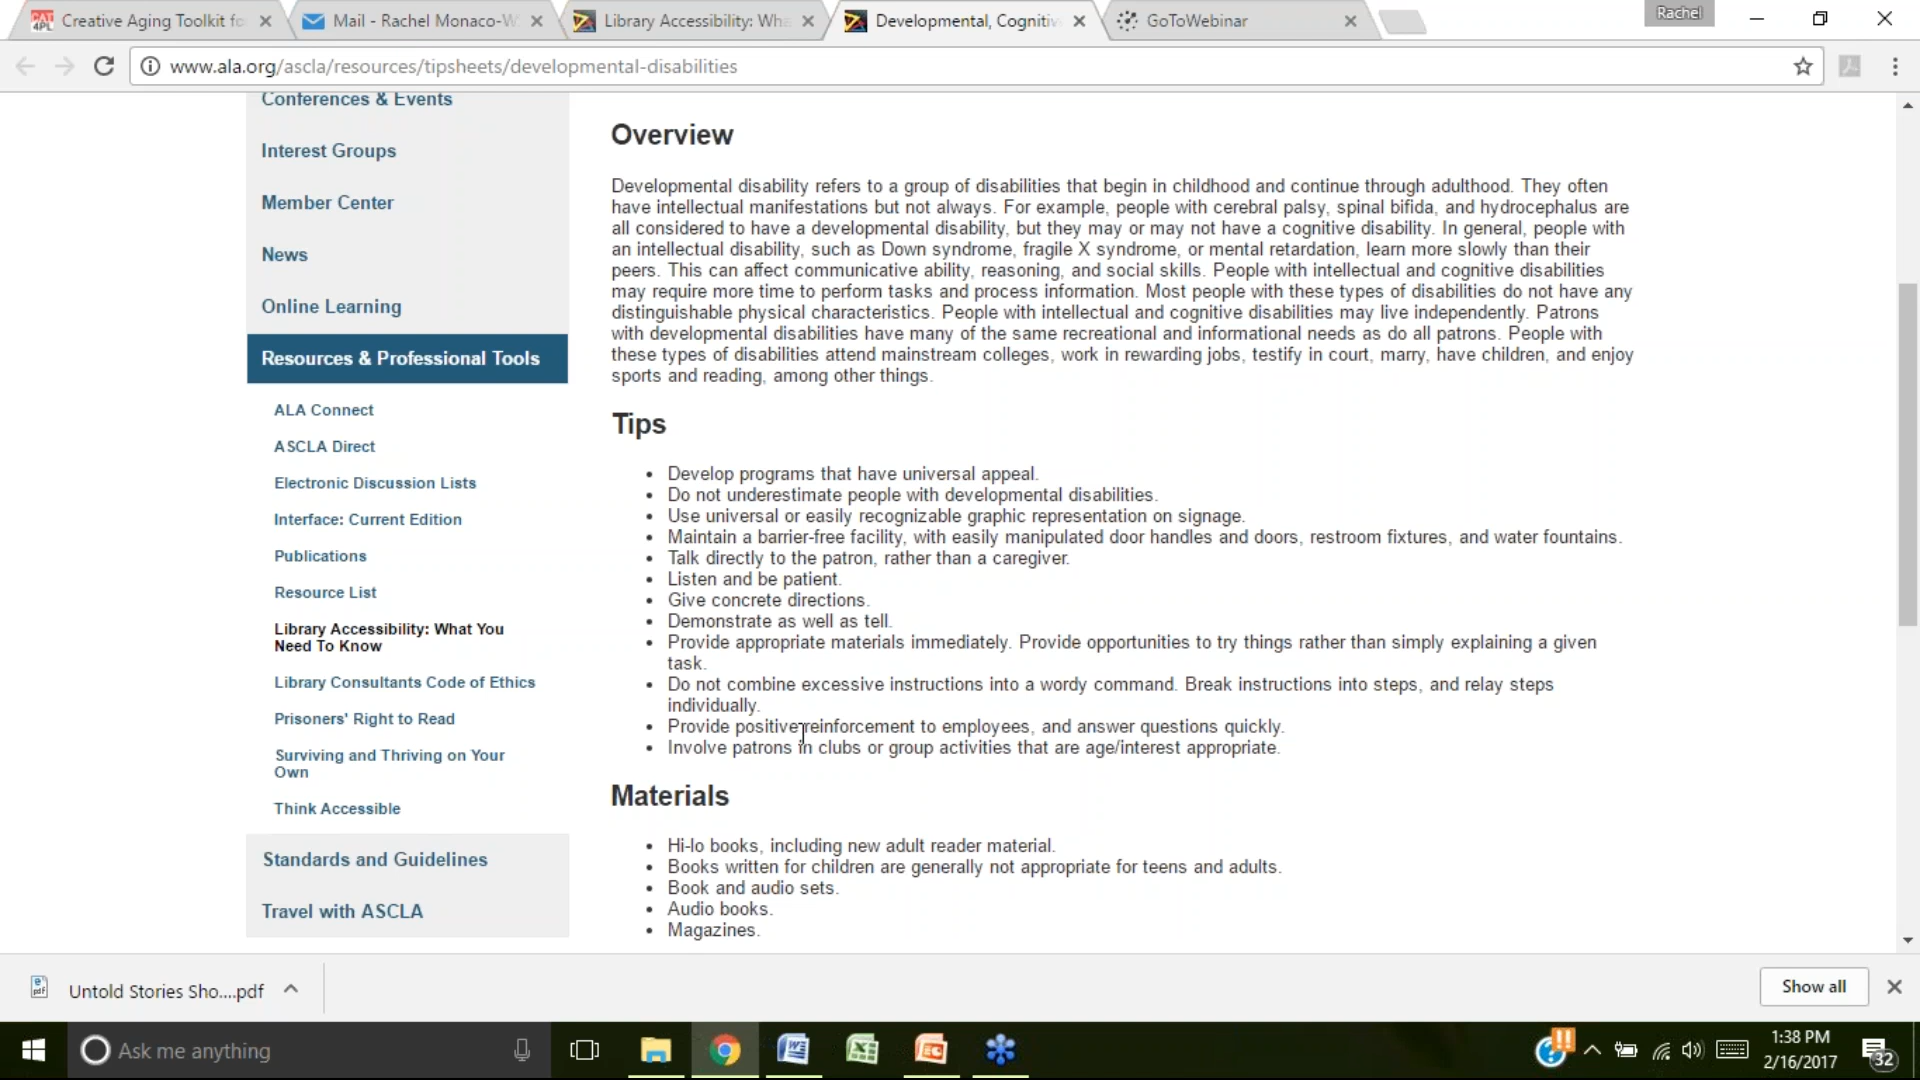 Creative Aging Toolkit fo
Mail - Rachel Monaco-W
Library Accessibility: Wha
Developmental, Cognitiv
GoToWebinar
Rachel
www.ala.org/ascla/resources/tipsheets/developmental-disabilities
Conferences & Events
Interest Groups
Member Center
News
Online Learning
Resources & Professional Tools
ALA Connect
ASCLA Direct
Electronic Discussion Lists
Interface: Current Edition
Publications
Resource List
Library Accessibility: What You
Need To Know
Library Consultants Code of Ethics
Prisoners' Right to Read
Surviving and Thriving on Your
Own
Think Accessible
Standards and Guidelines
Travel with ASCLA
Overview
Developmental disability refers to a group of disabilities that begin in childhood and continue through adulthood. They often
have intellectual manifestations but not always. For example, people with cerebral palsy, spinal bifida, and hydrocephalus are
all considered to have a developmental disability, but they may or may not have a cognitive disability. In general, people with
an intellectual disability, such as Down syndrome, fragile X syndrome, or mental retardation, learn more slowly than their
peers. This can affect communicative ability, reasoning, and social skills. People with intellectual and cognitive disabilities
may require more time to perform tasks and process information. Most people with these types of disabilities do not have any
distinguishable physical characteristics. People with intellectual and cognitive disabilities may live independently. Patrons
with developmental disabilities have many of the same recreational and informational needs as do all patrons. People with
these types of disabilities attend mainstream colleges, work in rewarding jobs, testify in court, marry, have children, and enjoy
sports and reading, among other things.
Tips
• Develop programs that have universal appeal.
• Do not underestimate people with developmental disabilities.
• Use universal or easily recognizable graphic representation on signage.
• Maintain a barrier-free facility, with easily manipulated door handles and doors, restroom fixtures, and water fountains.
• Talk directly to the patron, rather than a caregiver.
• Listen and be patient.
• Give concrete directions.
• Demonstrate as well as tell.
• Provide appropriate materials immediately. Provide opportunities to try things rather than simply explaining a given
task.
• Do not combine excessive instructions into a wordy command. Break instructions into steps, and relay steps
individually.
• Provide positive reinforcement to employees, and answer questions quickly.
• Involve patrons in clubs or group activities that are age/interest appropriate.
Materials
• Hi-lo books, including new adult reader material.
• Books written for children are generally not appropriate for teens and adults.
• Book and audio sets.
• Audio books.
• Magazines.
Untold Stories Sho....pdf
Show all
Ask me anything
1:38 PM
2/16/2017
32